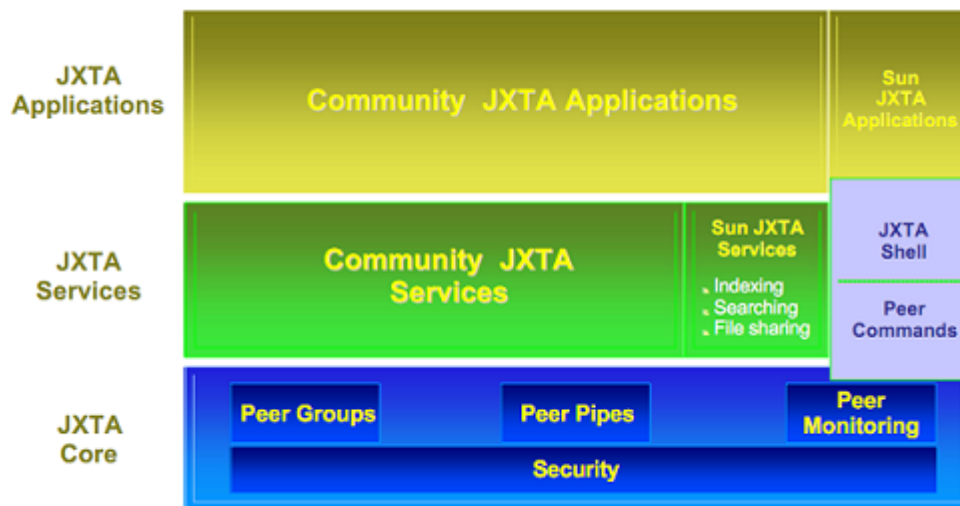 JXTA
Applications
Community JXTA Applications
Sun
JXTA
Applications
JXTA
Services
Community JXTA
Services
Sun JXTA
Services
Indexing
Searching
File sharing
JXTA
Shell
Peer
Commands
JXTA
Core
Peer Groups
Peer Pipes
Peer
Monitoring
Security